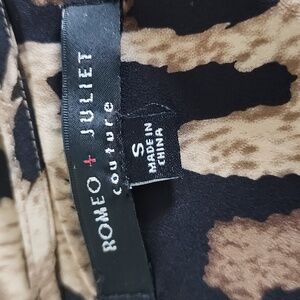 ROMEO + JULIET
couture
S
MADE IN
CHINA